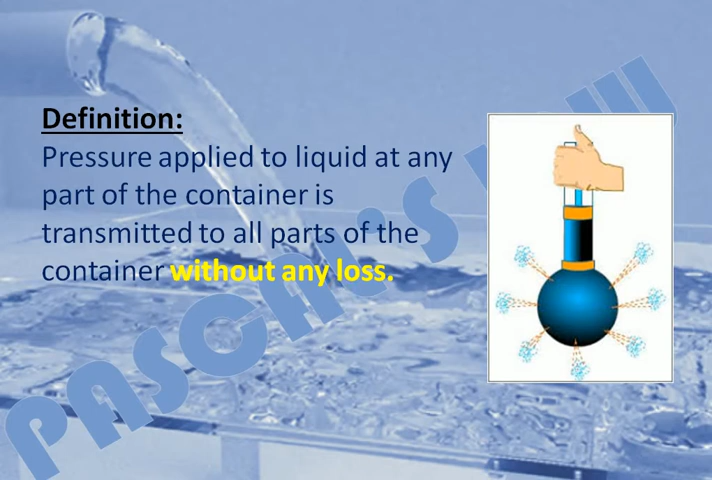 Definition:
Pressure applied to liquid at any
part of the container is
transmitted to all parts of the
container without any loss.
PASCAL'S